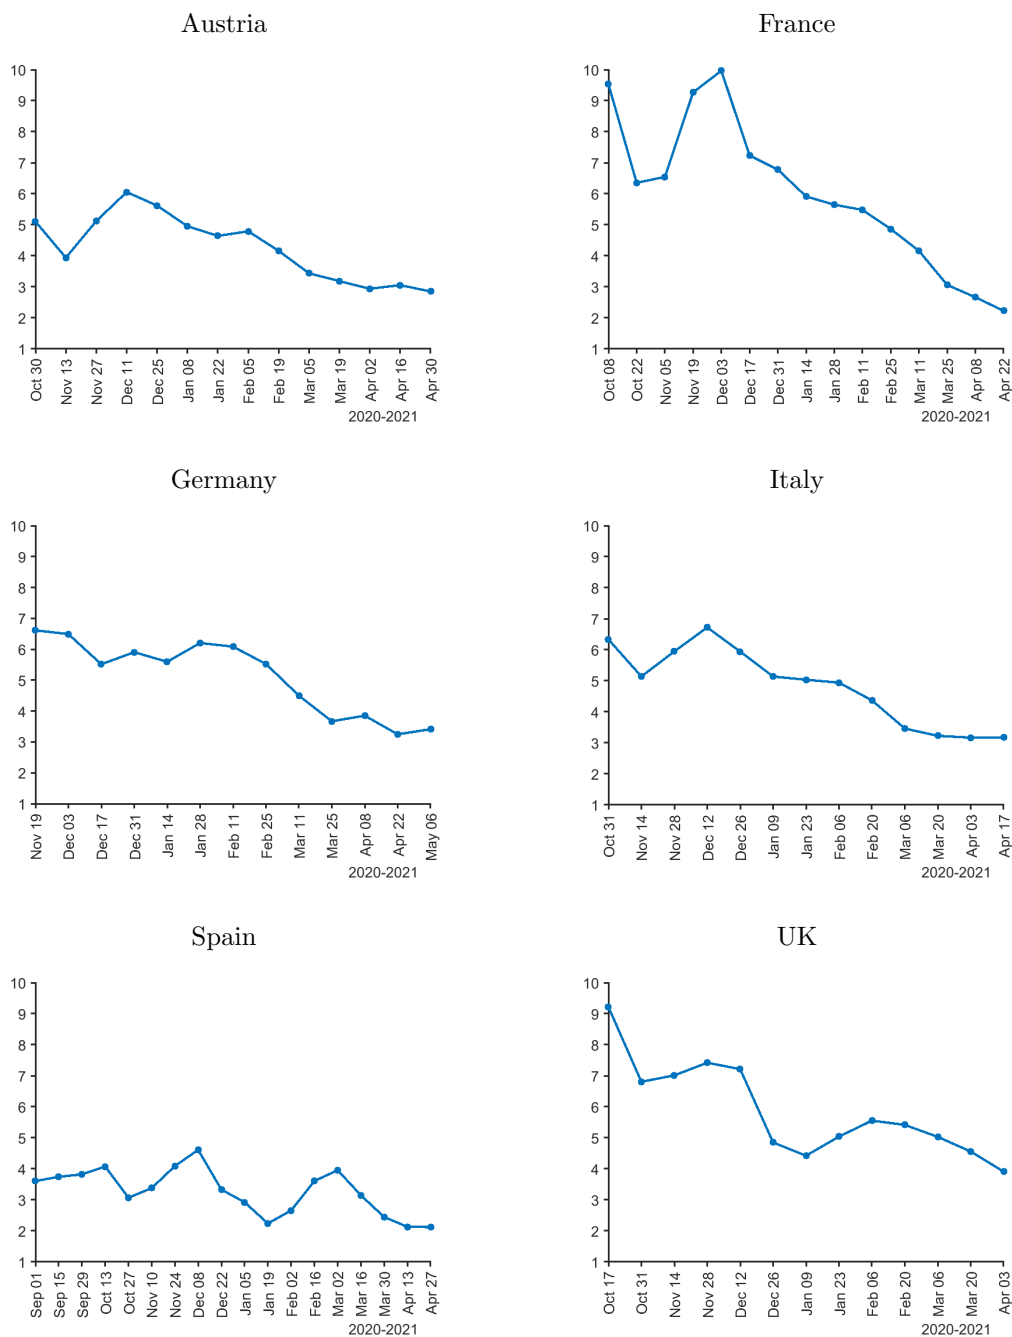 Austria
10
9
8
7
6
5
4
3
2
1
Oct 30
Nov 13
Nov 27
Dec 11
Dec 25
Jan 08
Jan 22
Feb 05
Feb 19
Mar 05
Mar 19
Apr 02
Apr 16
Apr 30
2020-2021
France
10
9
8
7
6
5
4
3
2
1
Oct 08
Oct 22
Nov 05
Nov 19
Dec 03
Dec 17
Dec 31
Jan 14
Jan 28
Feb 11
Feb 25
Mar 11
Mar 25
Apr 08
Apr 22
2020-2021
Germany
10
9
8
7
6
5
4
3
2
1
Nov 19
Dec 03
Dec 17
Dec 31
Jan 14
Jan 28
Feb 11
Feb 25
Mar 11
Mar 25
Apr 08
Apr 22
May 06
2020-2021
Italy
10
9
8
7
6
5
4
3
2
1
Oct 31
Nov 14
Nov 28
Dec 12
Dec 26
Jan 09
Jan 23
Feb 06
Feb 20
Mar 06
Mar 20
Apr 03
Apr 17
2020-2021
Spain
10
9
8
7
6
5
4
3
2
1
Sep 01
Sep 15
Sep 29
Oct 13
Oct 27
Nov 10
Nov 24
Dec 08
Dec 22
Jan 05
Jan 19
Feb 02
Feb 16
Mar 02
Mar 16
Mar 30
Apr 13
Apr 27
2020-2021
UK
10
9
8
7
6
5
4
3
2
1
Oct 17
Oct 31
Nov 14
Nov 28
Dec 12
Dec 26
Jan 09
Jan 23
Feb 06
Feb 20
Mar 06
Mar 20
Apr 03
2020-2021